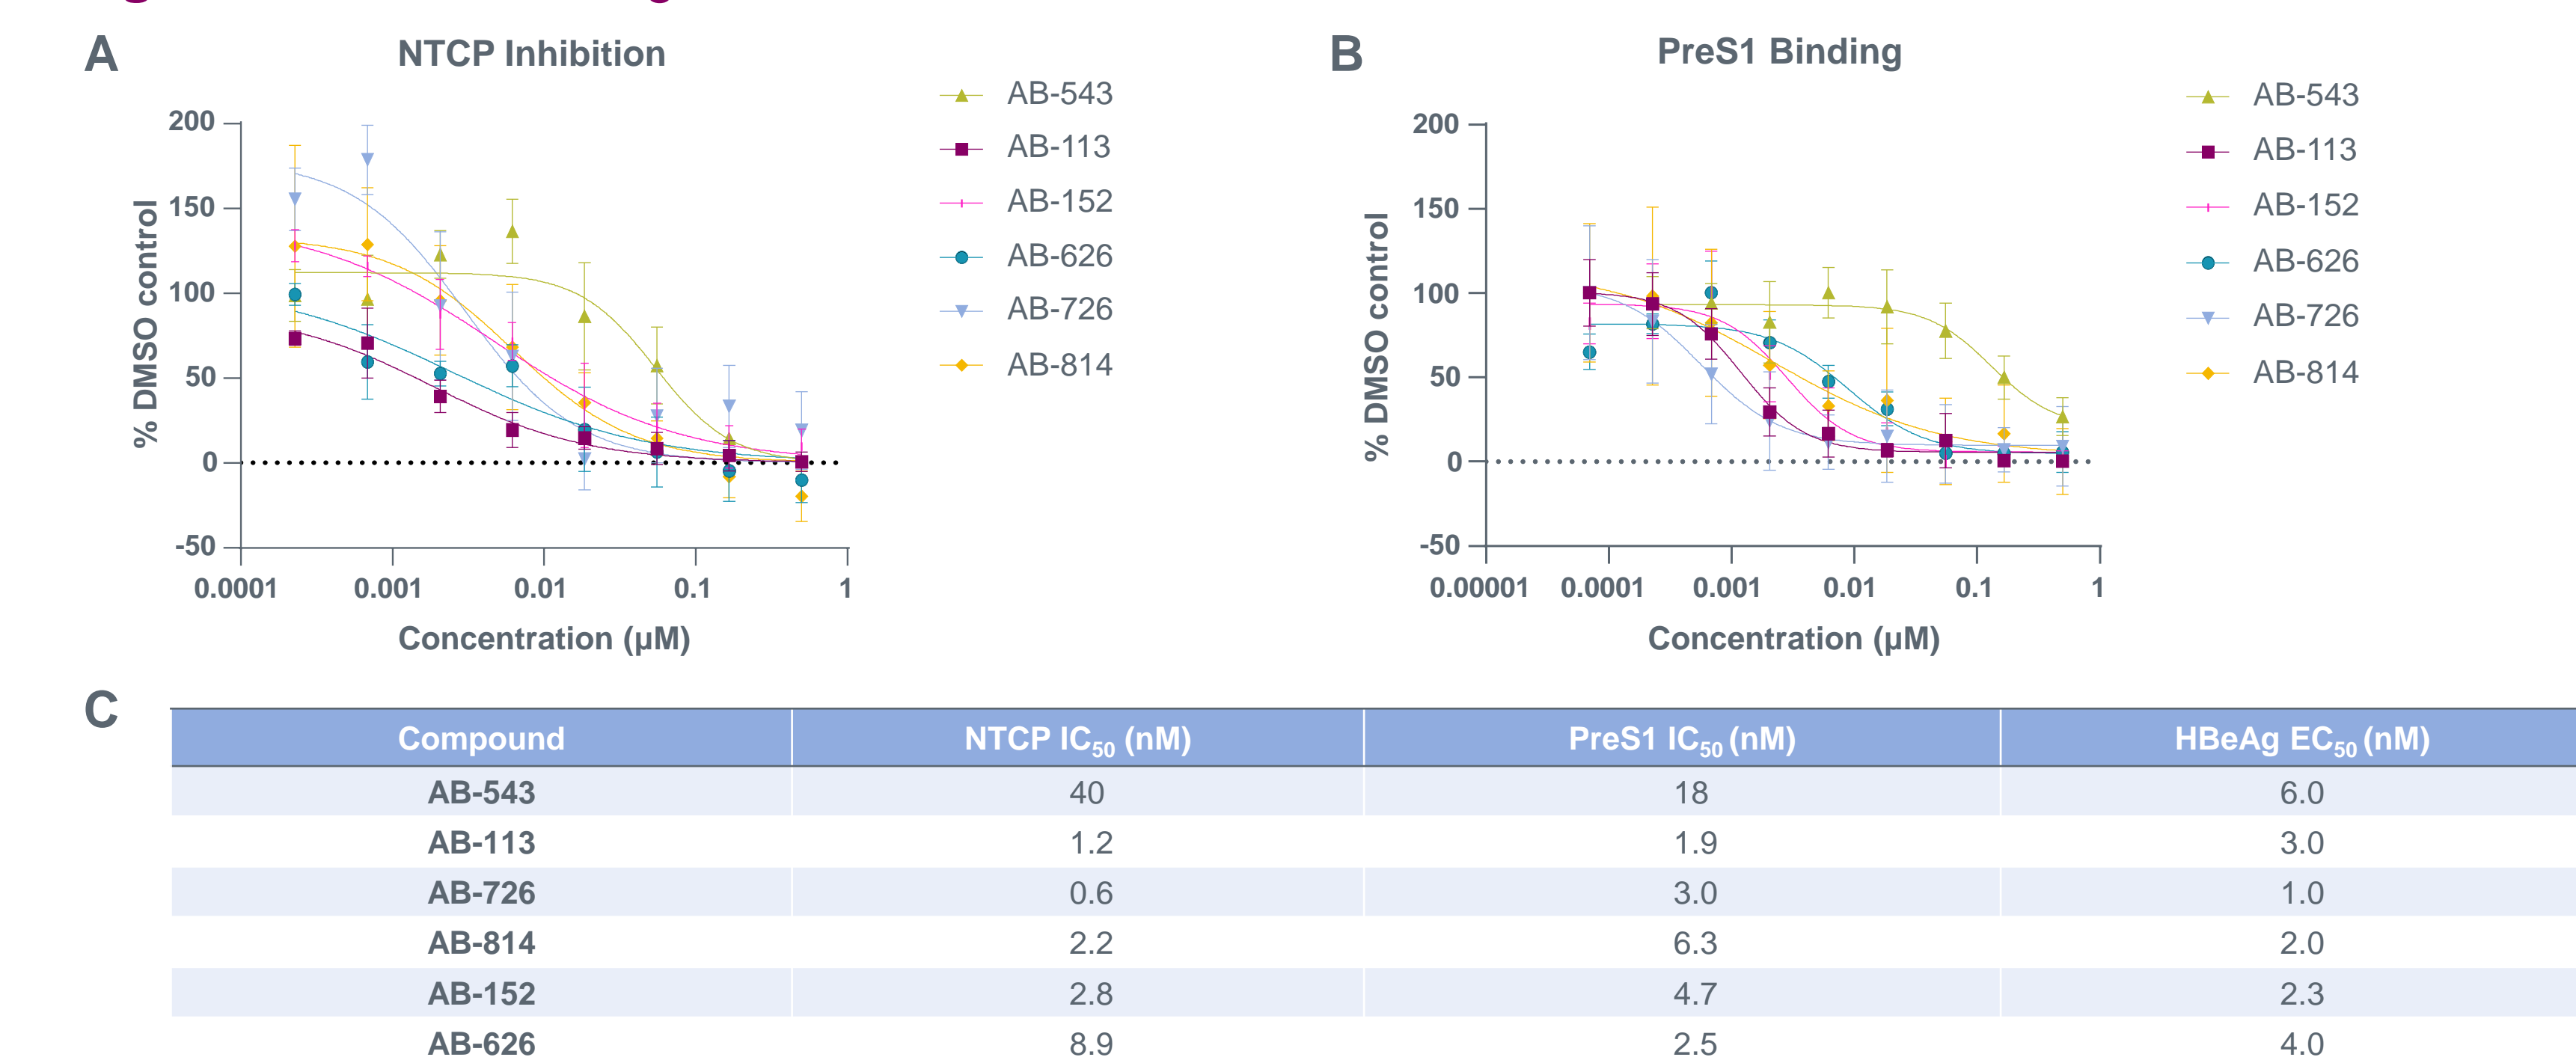 A
NTCP Inhibition
% DMSO control
200
150
100
50
0
-50
0.0001 0.001 0.01 0.1 1
Concentration (µM)
AB-543
AB-113
AB-152
AB-626
AB-726
AB-814
B
PreS1 Binding
% DMSO control
200
150
100
50
0
-50
0.00001 0.0001 0.001 0.01 0.1 1
Concentration (µM)
AB-543
AB-113
AB-152
AB-626
AB-726
AB-814
C
Compound NTCP IC50 (nM) PreS1 IC50 (nM) HBeAg EC50 (nM)
AB-543 40 18 6.0
AB-113 1.2 1.9 3.0
AB-726 0.6 3.0 1.0
AB-814 2.2 6.3 2.0
AB-152 2.8 4.7 2.3
AB-626 8.9 2.5 4.0